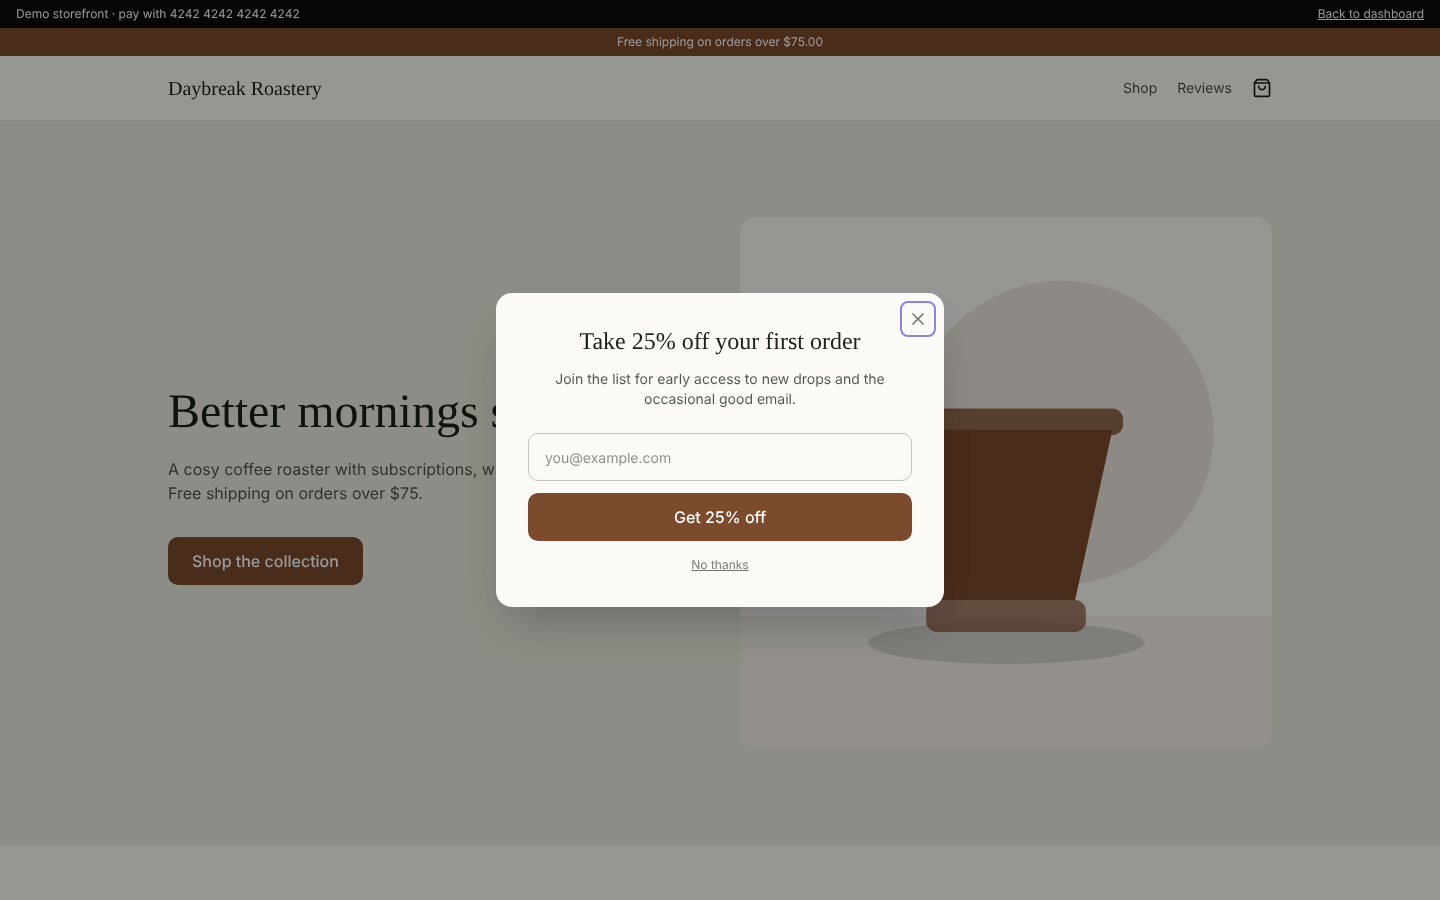 Demo storefront · pay with 4242 4242 4242 4242
Back to dashboard
Free shipping on orders over $75.00
Daybreak Roastery
Shop
Reviews
Take 25% off your first order
Join the list for early access to new drops and the
occasional good email.
you@example.com
Get 25% off
No thanks
Better mornings
A cosy coffee roaster with subscriptions,
Free shipping on orders over $75.
Shop the collection